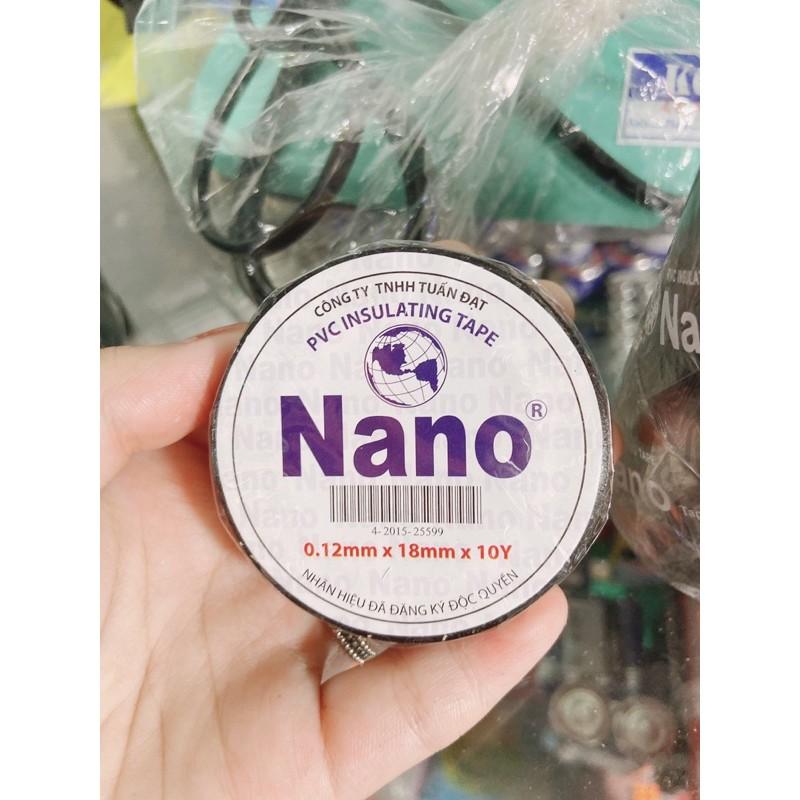 CÔNG TY TNHH TUẤN ĐẠT
PVC INSULATING TAPE
Nano®
4-2015-25599
0.12mm x 18mm x 10Y
NHÃN HIỆU ĐÃ ĐĂNG KÝ ĐỘC QUYỀN